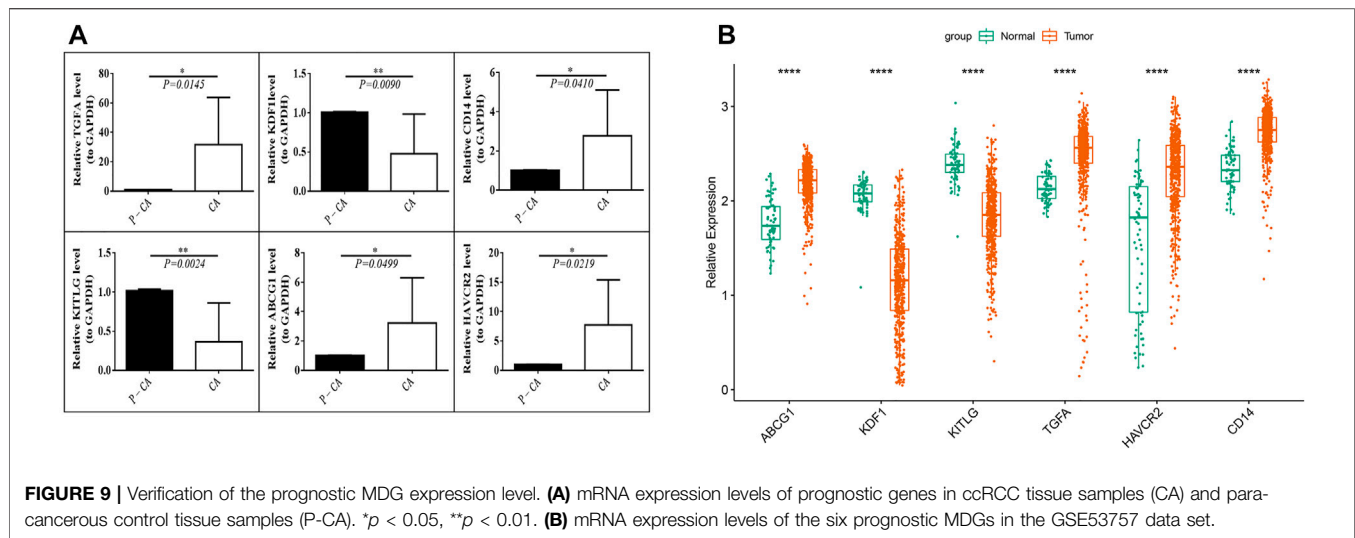 A
Relative TGFA level
(to GAPDH)
80
60
40
20
0
*
P=0.0145
P-CA
CA
Relative KDF1level
(to GAPDH)
1.5
1.0
0.5
0.0
**
P=0.0090
P-CA
CA
Relative CD14 level
(to GAPDH)
6
4
2
0
*
P=0.0410
P-CA
CA
Relative KITLG level
(to GAPDH)
1.5
1.0
0.5
0.0
**
P=0.0024
P-CA
CA
Relative ABCG1 level
(to GAPDH)
8
6
4
2
0
*
P=0.0499
P-CA
CA
Relative HAVCR2 level
(to GAPDH)
20
15
10
5
0
*
P=0.0219
P-CA
CA
B
group Normal Tumor
**** **** **** **** **** ****
Relative Expression
3
2
1
0
ABCG1
KDF1
KITLG
TGFA
HAVCR2
CD14
FIGURE 9 | Verification of the prognostic MDG expression level. (A) mRNA expression levels of prognostic genes in ccRCC tissue samples (CA) and para-
cancerous control tissue samples (P-CA). *p < 0.05, **p < 0.01. (B) mRNA expression levels of the six prognostic MDGs in the GSE53757 data set.